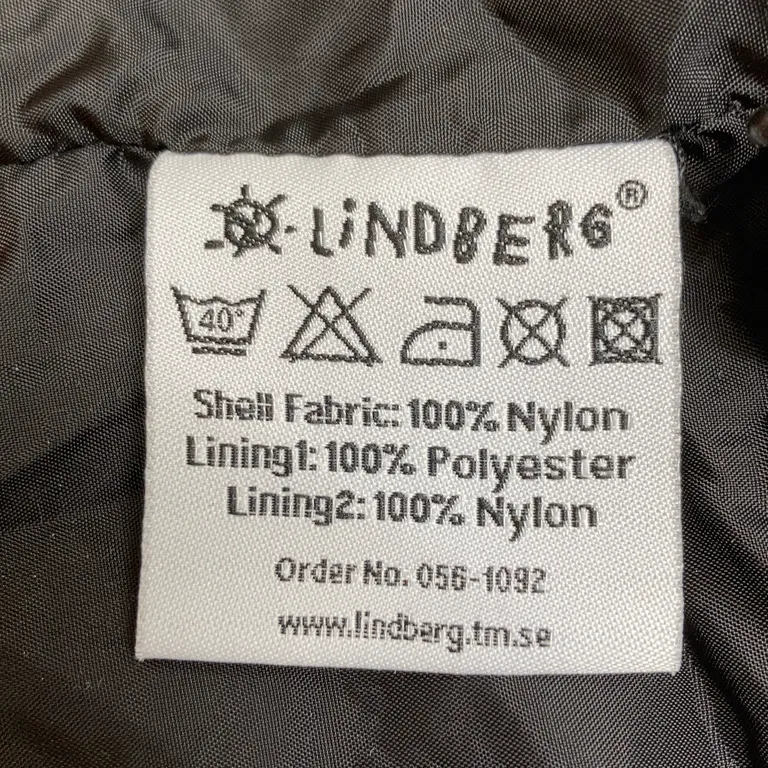 LiNDBERG®
40°
Shell Fabric: 100% Nylon
Lining1: 100% Polyester
Lining2: 100% Nylon
Order No. 056-1092
www.lindberg.tm.se